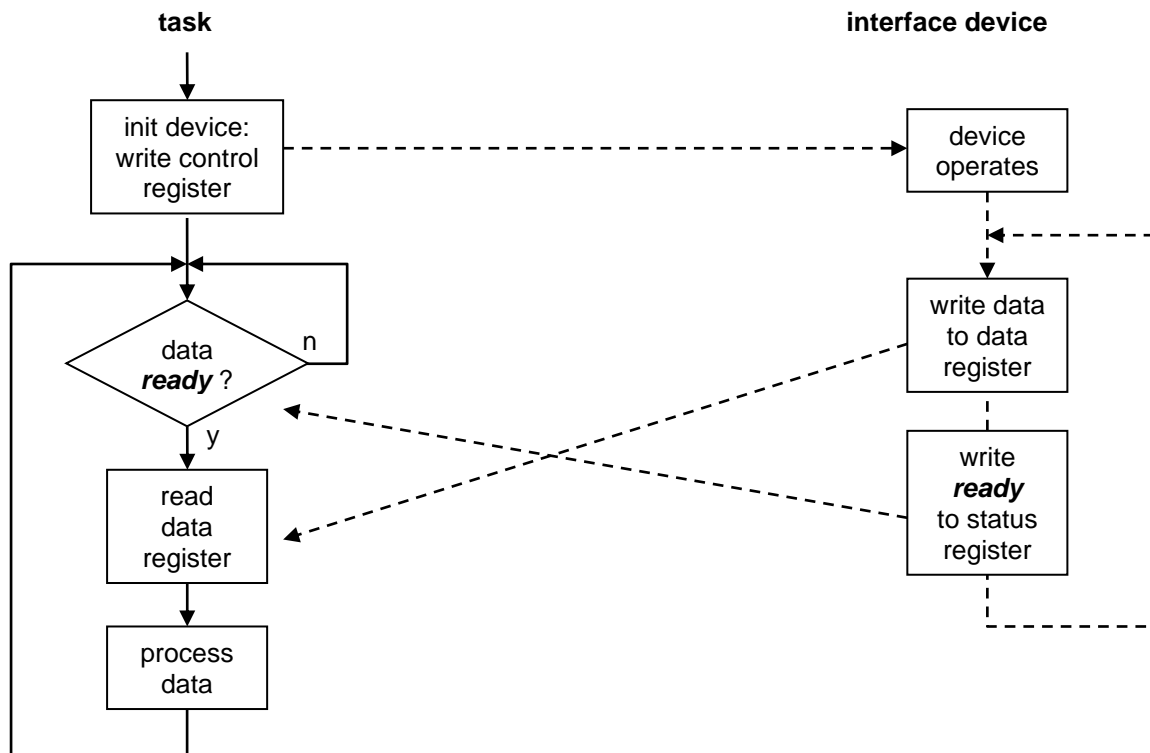 task
interface device
init device:
write control
register
device
operates
data
ready ?
n
y
write data
to data
register
read
data
register
write
ready
to status
register
process
data